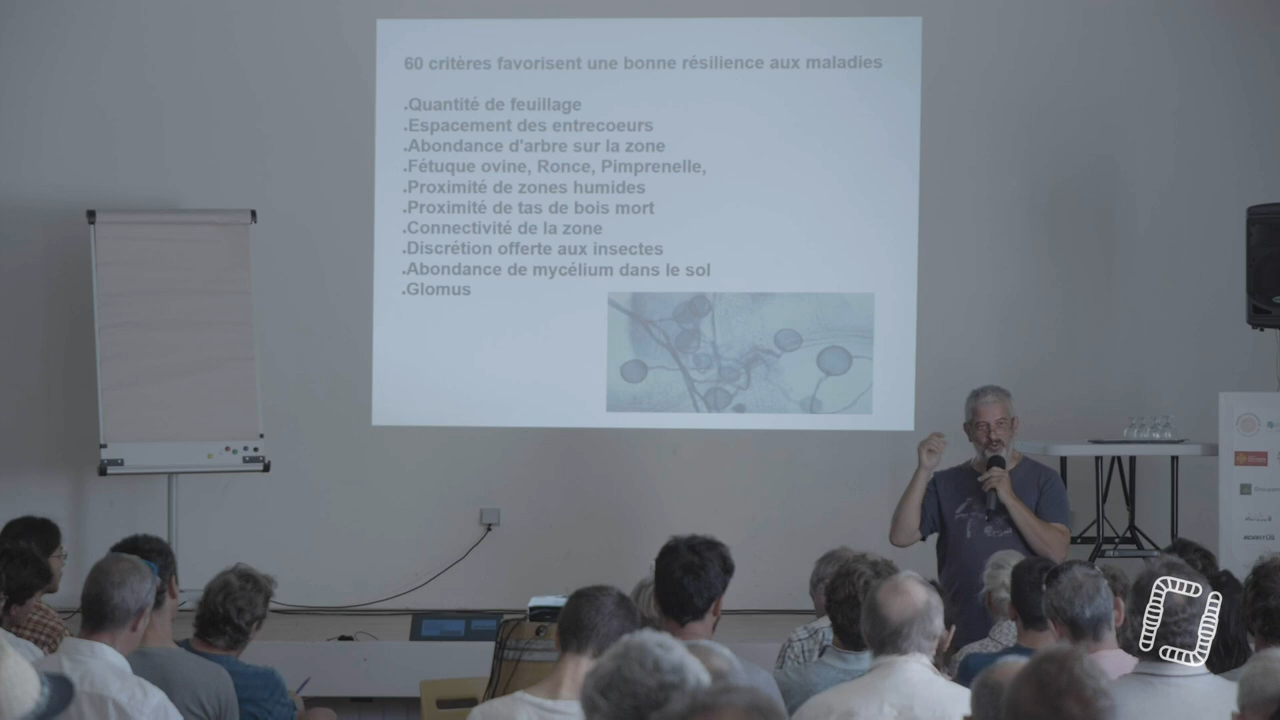 60 critères favorisent une bonne résilience aux maladies
.Quantité de feuillage
.Espacement des entrecoeurs
.Abondance d'arbre sur la zone
.Fétuque ovine, Ronce, Pimprenelle,
.Proximité de zones humides
.Proximité de tas de bois mort
.Connectivité de la zone
.Discrétion offerte aux insectes
.Abondance de mycélium dans le sol
.Glomus